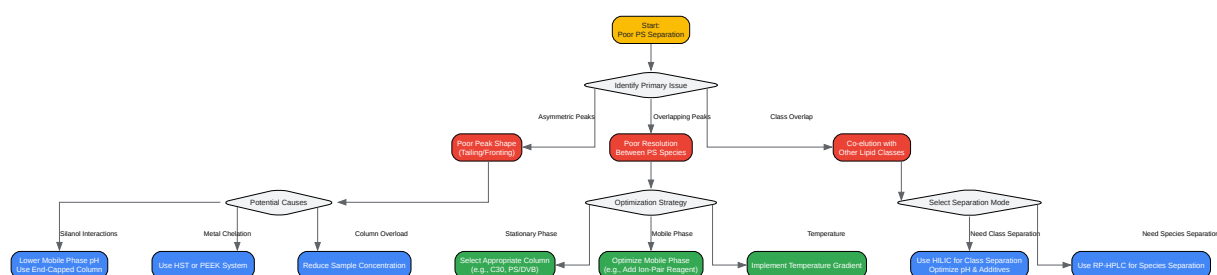 Start:
Poor PS Separation
Identify Primary Issue
Asymmetric Peaks
Overlapping Peaks
Class Overlap
Poor Peak Shape
(Tailing/Fronting)
Poor Resolution
Between PS Species
Co-elution with
Other Lipid Classes
Potential Causes
Optimization Strategy
Select Separation Mode
Silanol Interactions
Metal Chelation
Column Overload
Stationary Phase
Mobile Phase
Temperature
Need Class Separation
Need Species Separation
Lower Mobile Phase pH
Use End-Capped Column
Use HST or PEEK System
Reduce Sample Concentration
Select Appropriate Column
(e.g., C30, PS/DVB)
Optimize Mobile Phase
(e.g., Add Ion-Pair Reagent)
Implement Temperature Gradient
Use HILIC for Class Separation
Optimize pH & Additives
Use RP-HPLC for Species Separation